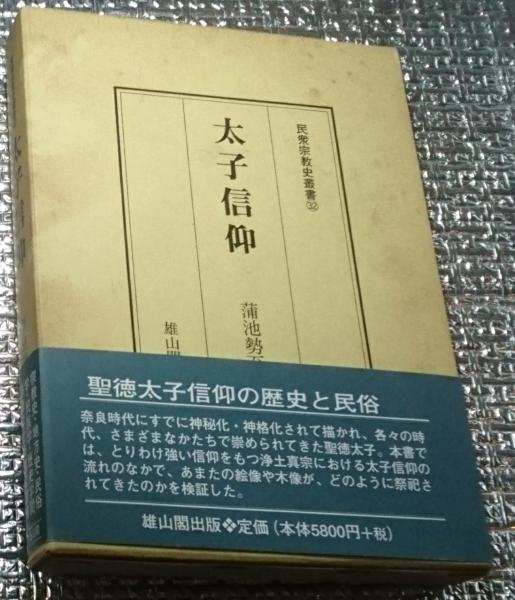 民衆宗教史叢書㉜
太子信仰
蒲池勢
雄山
聖徳太子信仰の歴史と民俗
奈良時代にすでに神秘化・神格化されて描かれ、各々の時
代、さまざまなかたちで崇められてきた聖徳太子。本書で
は、とりわけ強い信仰をもつ浄土真宗における太子信仰の
流れのなかで、あまたの絵像や木像が、どのように祭祀さ
れてきたのかを検証した。
雄山閣出版❖定価（本体5800円+税）
太子信仰